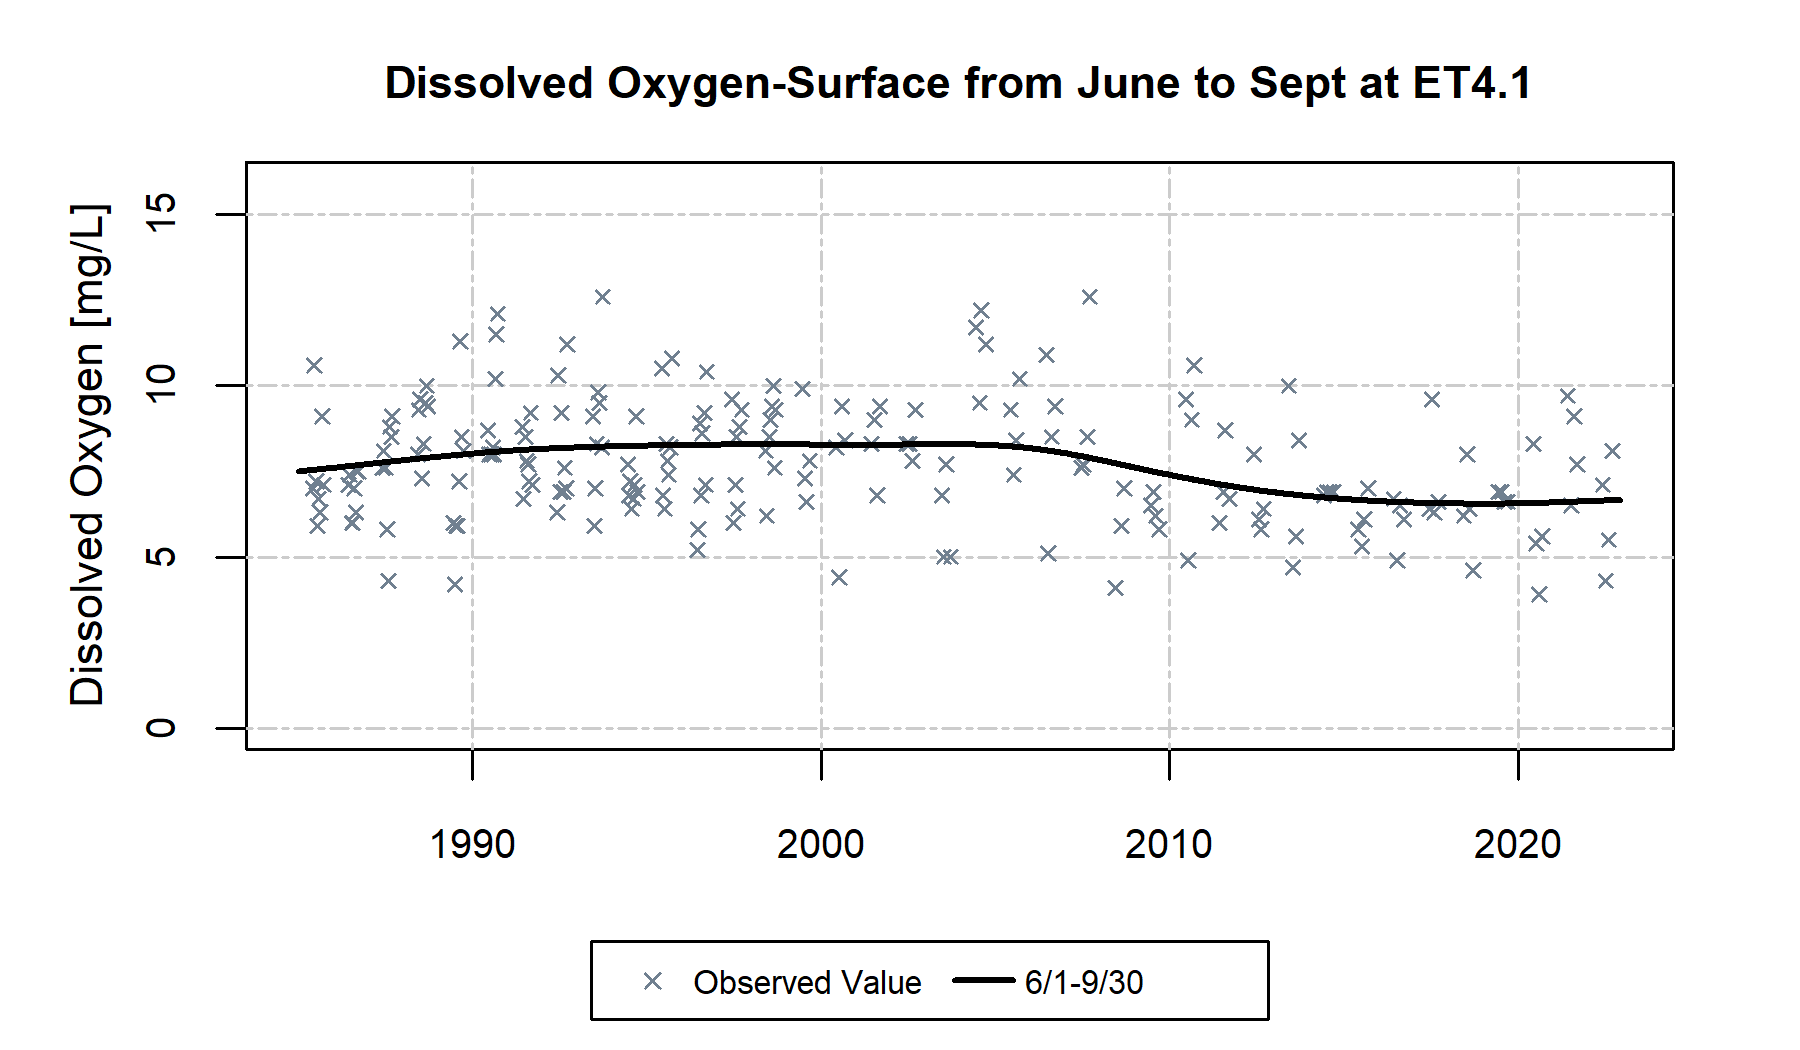 Dissolved Oxygen-Surface from June to Sept at ET4.1
Dissolved Oxygen [mg/L]
15
10
5
0
1990 2000 2010 2020
Observed Value 6/1-9/30